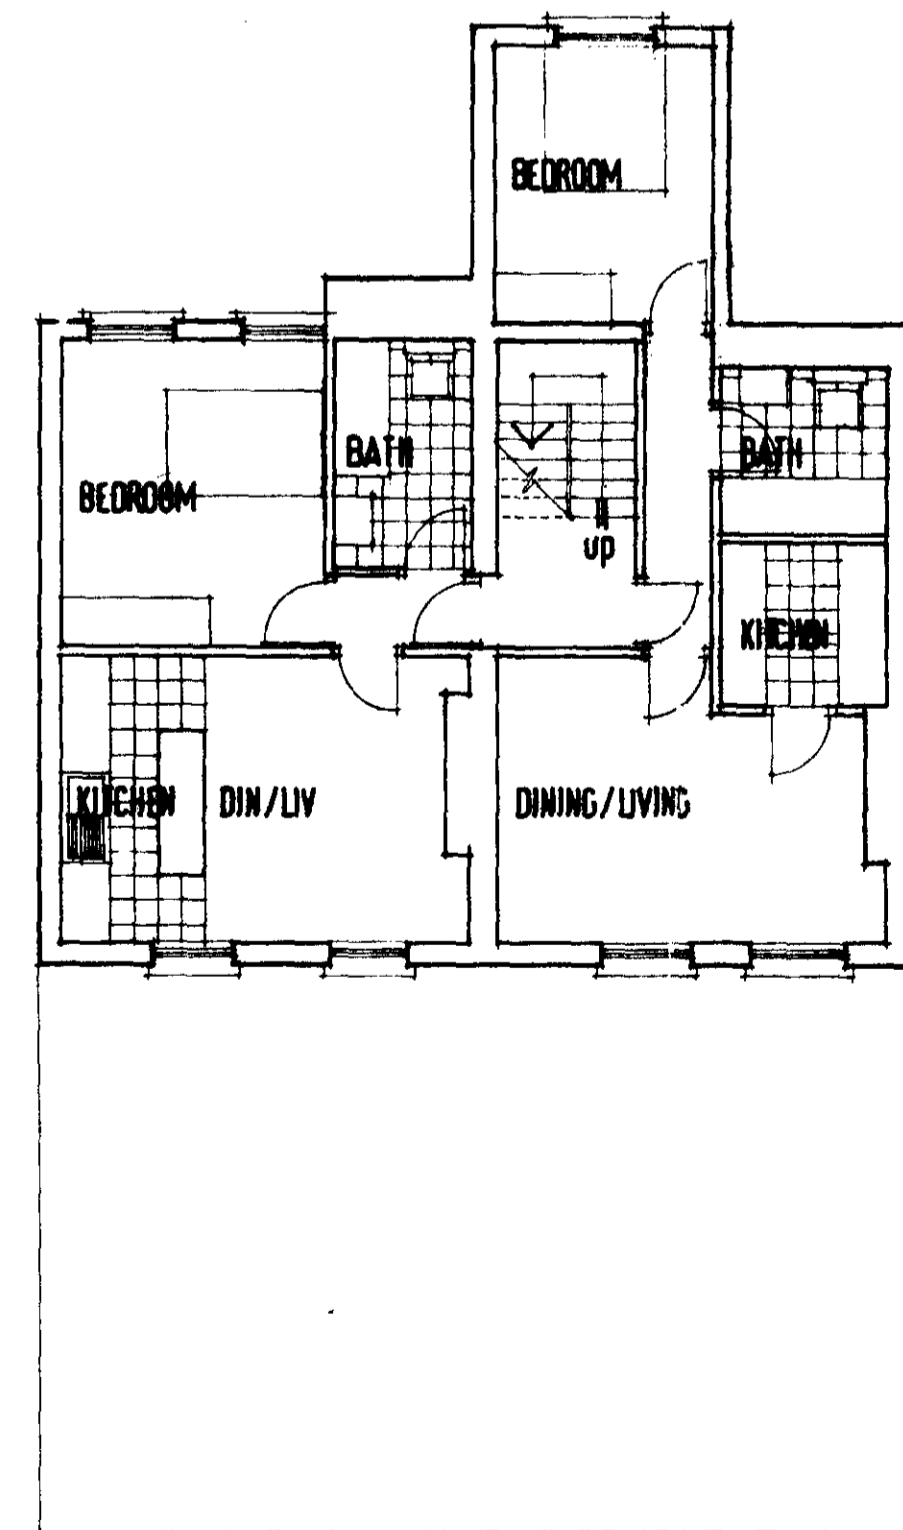 BEDROOM
BATH
BATH
BEDROOM
up
KITCHEN
KITCHEN
DIN/LIV
DINING/LIVING